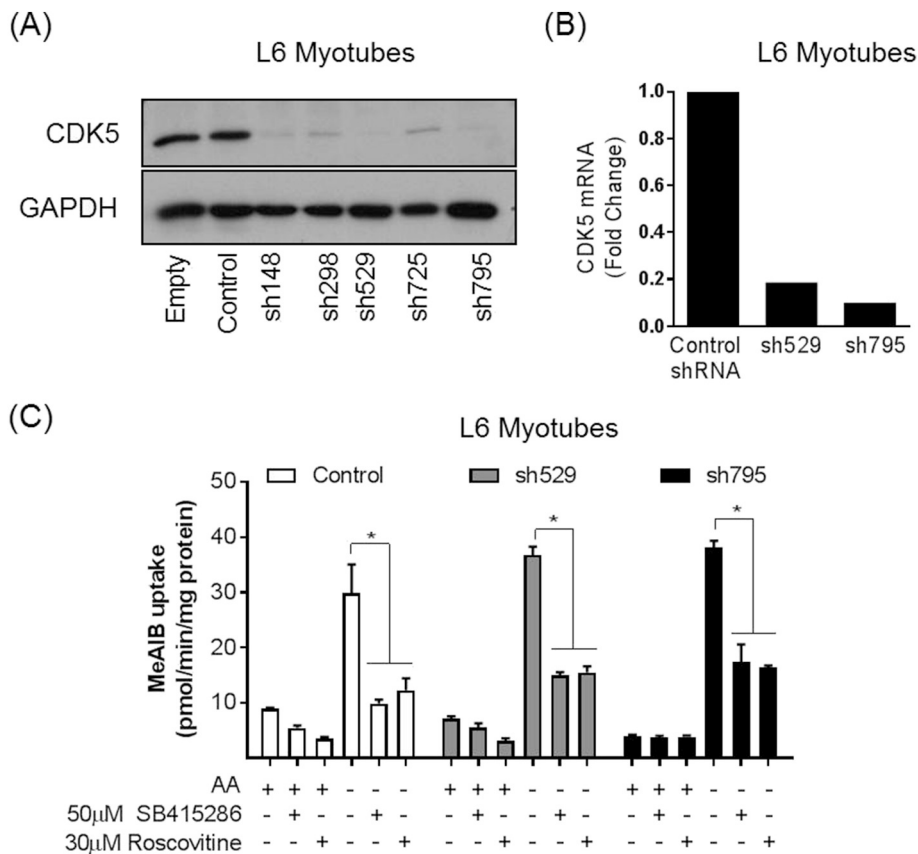 (A)
L6 Myotubes
CDK5
GAPDH
Empty
Control
sh148
sh298
sh529
sh725
sh795
(B)
L6 Myotubes
CDK5 mRNA
(Fold Change)
1.0
0.8
0.6
0.4
0.2
0.0
Control
shRNA
sh529
sh795
(C)
L6 Myotubes
Control
sh529
sh795
MeAIB uptake
(pmol/min/mg protein)
50
40
30
20
10
* * *
AA + + + - - - + + + - - - + + + - - -
50μM SB415286 - + - - + - - + - - + - - + - - + -
30μM Roscovitine - - + - - + - - + - - + - - + - - +